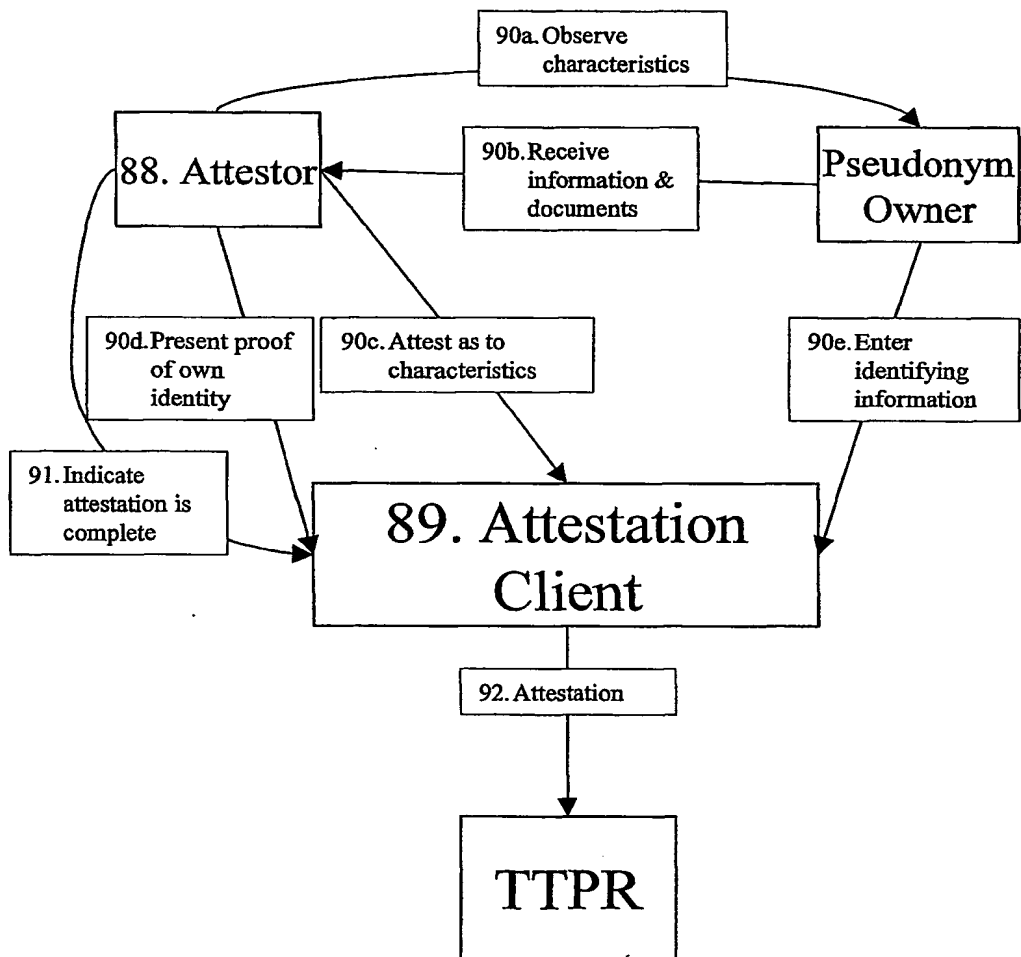 90a. Observe
characteristics
88. Attestor
90b. Receive
information &
documents
Pseudonym
Owner
90d. Present proof
of own
identity
90c. Attest as to
characteristics
90e. Enter
identifying
information
91. Indicate
attestation is
complete
89. Attestation
Client
92. Attestation
TTPR